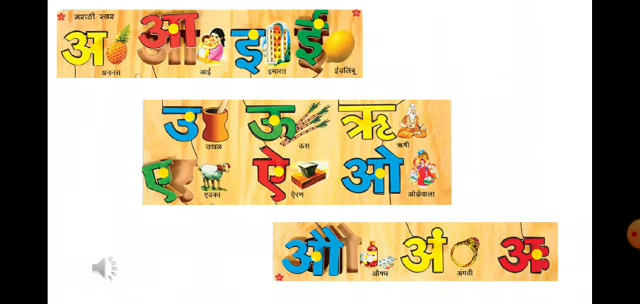 मराठी स्वर
अ आ इ ई
अननस आई इमारत ईडलिंबू
उ ऊ ऋ
उखळ ऊस ऋषी
ए ऐ ओ
एडका ऐरण ओझेवाला
औ अं अः
औषध अंगठी